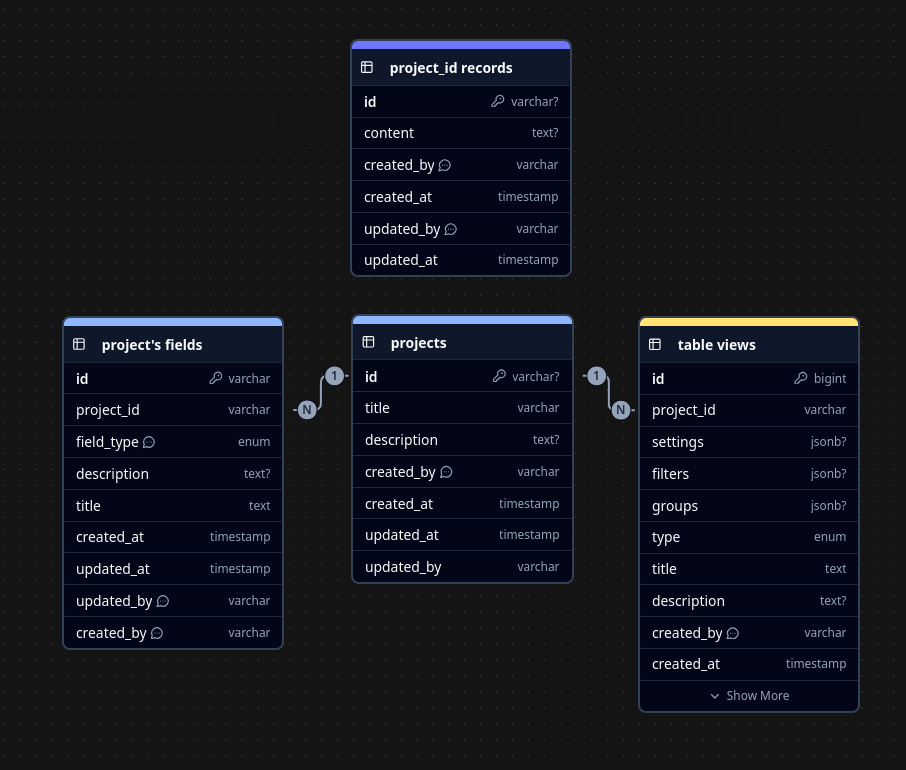 project_id records
id varchar?
content text?
created_by varchar
created_at timestamp
updated_by varchar
updated_at timestamp
project's fields
id varchar
project_id varchar
field_type enum
description text?
title text
created_at timestamp
updated_at timestamp
updated_by varchar
created_by varchar
N
1
projects
id varchar?
title varchar
description text?
created_by varchar
created_at timestamp
updated_at timestamp
updated_by varchar
1
N
table views
id bigint
project_id varchar
settings jsonb?
filters jsonb?
groups jsonb?
type enum
title text
description text?
created_by varchar
created_at timestamp
Show More